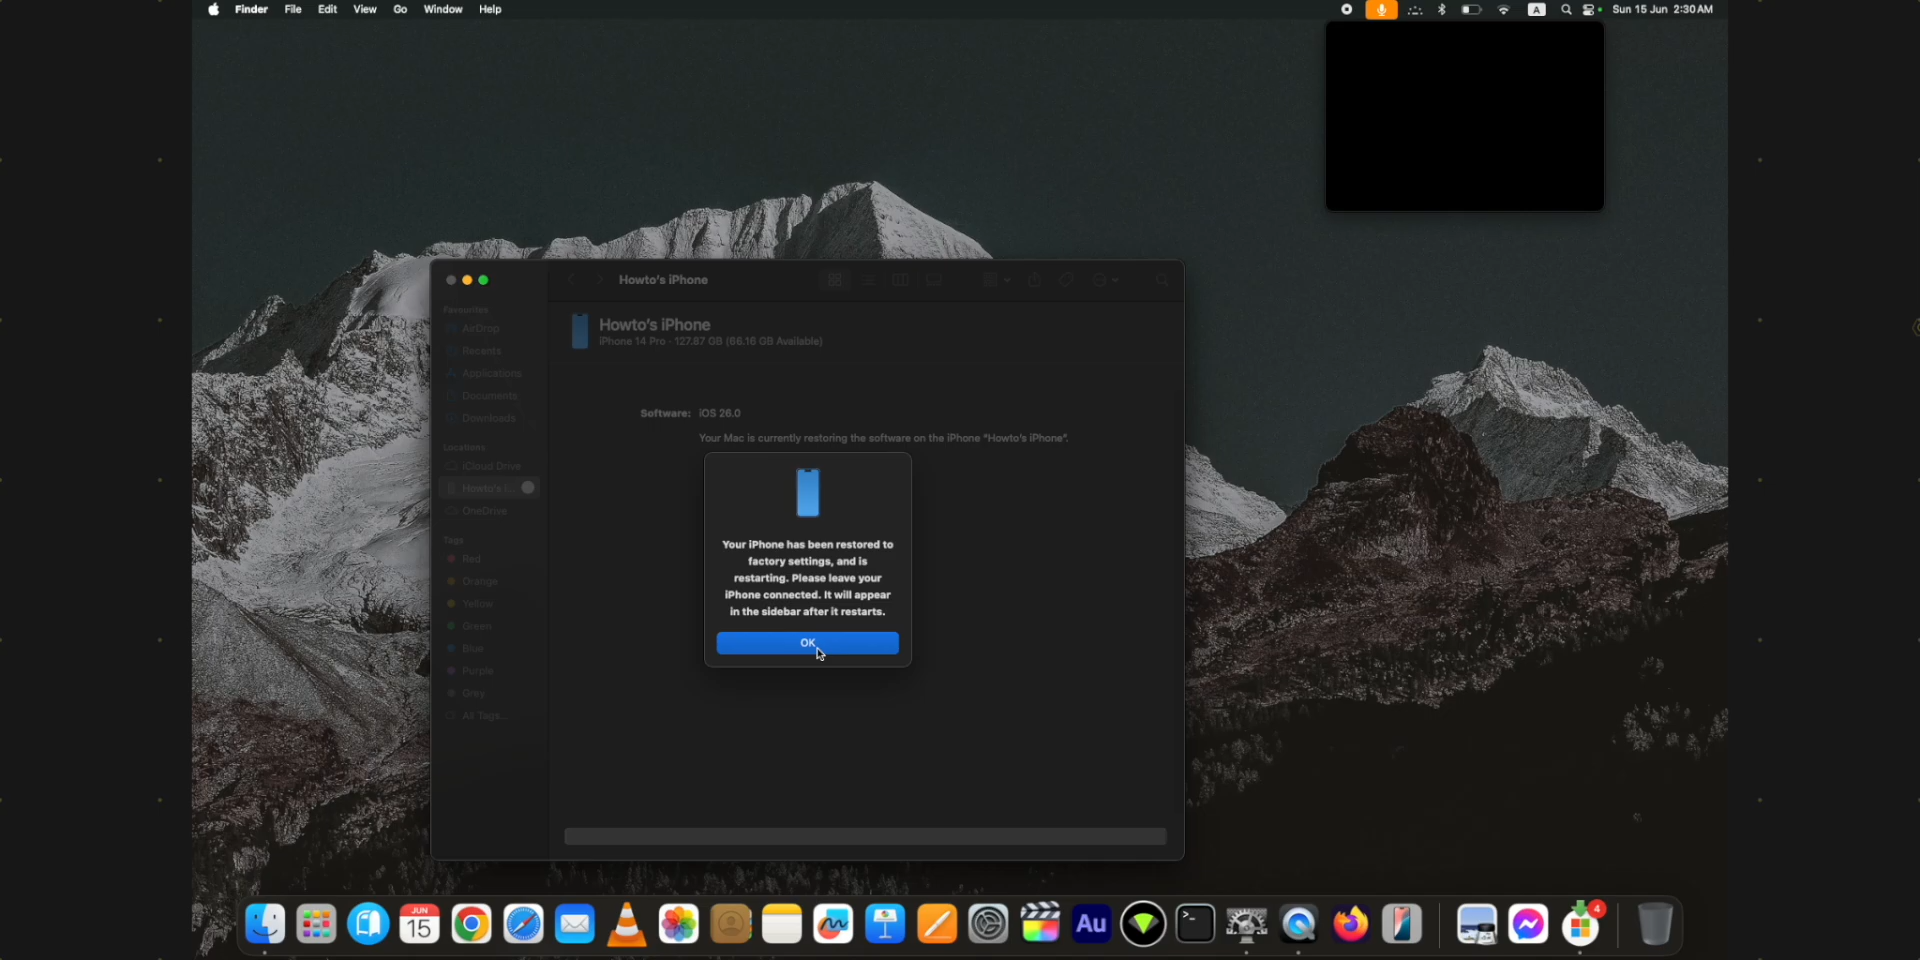 Finder File Edit View Go Window Help
A Sun 15 Jun 2:30 AM
Howto's iPhone
Favourites
AirDrop
Recents
Applications
Documents
Downloads
Locations
iCloud Drive
Howto's i...
OneDrive
Tags
Red
Orange
Yellow
Green
Blue
Purple
Grey
All Tags...
Howto's iPhone
iPhone 14 Pro - 127.87 GB (66.16 GB Available)
Software: iOS 26.0
Your Mac is currently restoring the software on the iPhone "Howto's iPhone".
Your iPhone has been restored to
factory settings, and is
restarting. Please leave your
iPhone connected. It will appear
in the sidebar after it restarts.
OK
JUN
15
Au
4